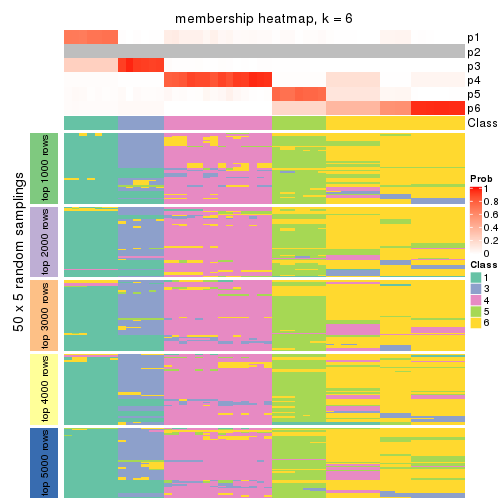 membership heatmap, k = 6
p1
p2
p3
p4
p5
p6
Class
50 x 5 random samplings
top 1000 rows
top 2000 rows
top 3000 rows
top 4000 rows
top 5000 rows
Prob
1
0.8
0.6
0.4
0.2
0
Class
1
3
4
5
6